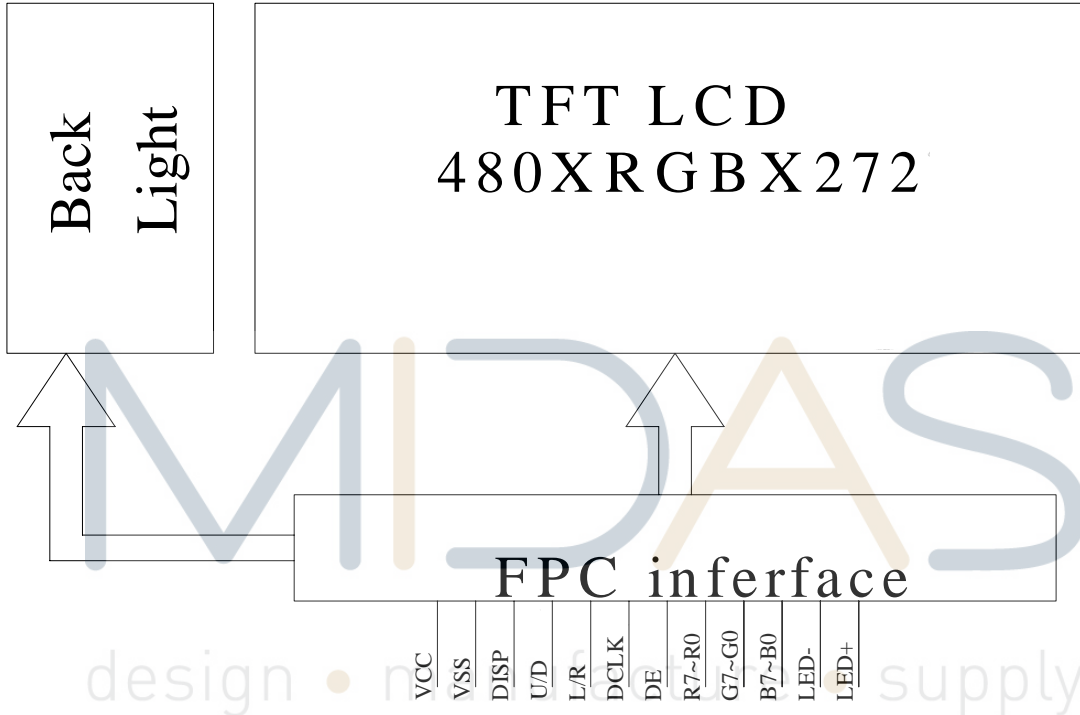 Back
Light
TFT LCD
480XRGBX272
MIDAS
FPC inferface
VCC
VSS
DISP
U/D
L/R
DCLK
DE
R7~R0
G7~G0
B7~B0
LED-
LED+
design • manufacture • supply